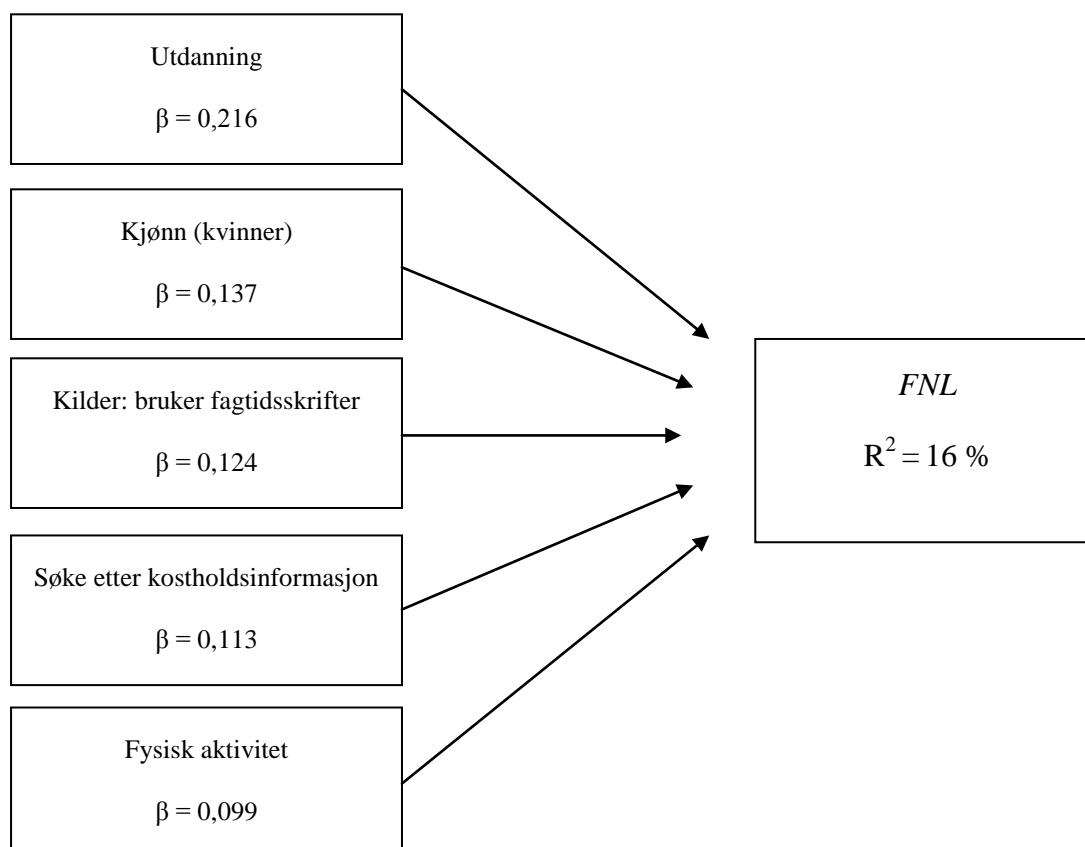 Utdanning
β = 0,216
Kjønn (kvinner)
β = 0,137
Kilder: bruker fagtidsskrifter
β = 0,124
Søke etter kostholdsinformasjon
β = 0,113
Fysisk aktivitet
β = 0,099
FNL
R² = 16 %